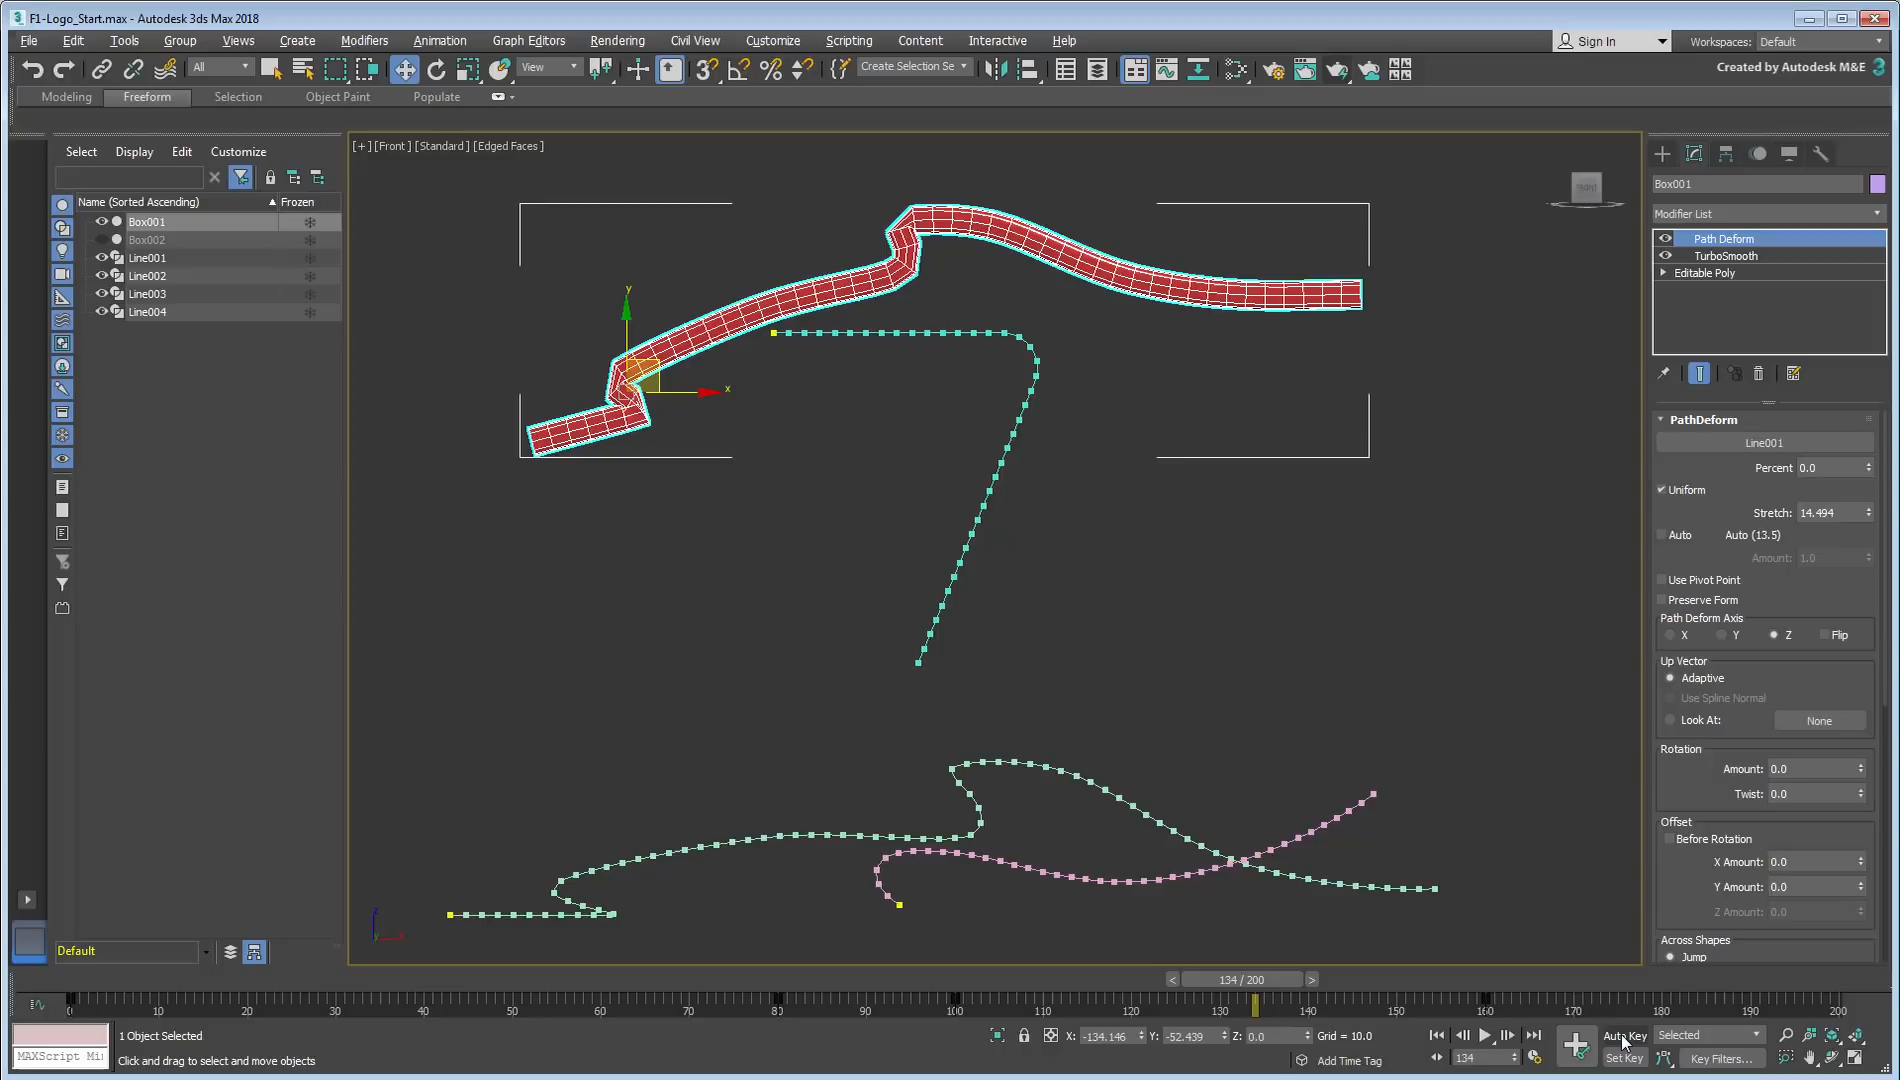 F1-Logo_Start.max - Autodesk 3ds Max 2018
File Edit Tools Group Views Create Modifiers Animation Graph Editors Rendering Civil View Customize Scripting Content Interactive Help
Sign In Workspaces: Default
All View Create Selection Se Created by Autodesk M&E
Modeling Freeform Selection Object Paint Populate
Select Display Edit Customize
[+] [Front] [Standard] [Edged Faces]
Name (Sorted Ascending) Frozen
Box001
Box002
Line001
Line002
Line003
Line004
y
x
FRONT
Box001
Modifier List
Path Deform
TurboSmooth
Editable Poly
PathDeform
Line001
Percent 0.0
Uniform
Stretch: 14.494
Auto Auto (13.5)
Amount: 1.0
Use Pivot Point
Preserve Form
Path Deform Axis
X Y Z Flip
Up Vector
Adaptive
Use Spline Normal
Look At: None
Rotation
Amount: 0.0
Twist: 0.0
Offset
Before Rotation
X Amount: 0.0
Y Amount: 0.0
Z Amount: 0.0
Across Shapes
Jump
Default
< 134 / 200 >
0 10 20 30 40 50 60 70 80 90 100 110 120 130 140 150 160 170 180 190 200
1 Object Selected
X: -134.146 Y: -52.439 Z: 0.0 Grid = 10.0
Auto Key Selected
MAXScript Mi
Click and drag to select and move objects
Add Time Tag
134
Set Key Key Filters...